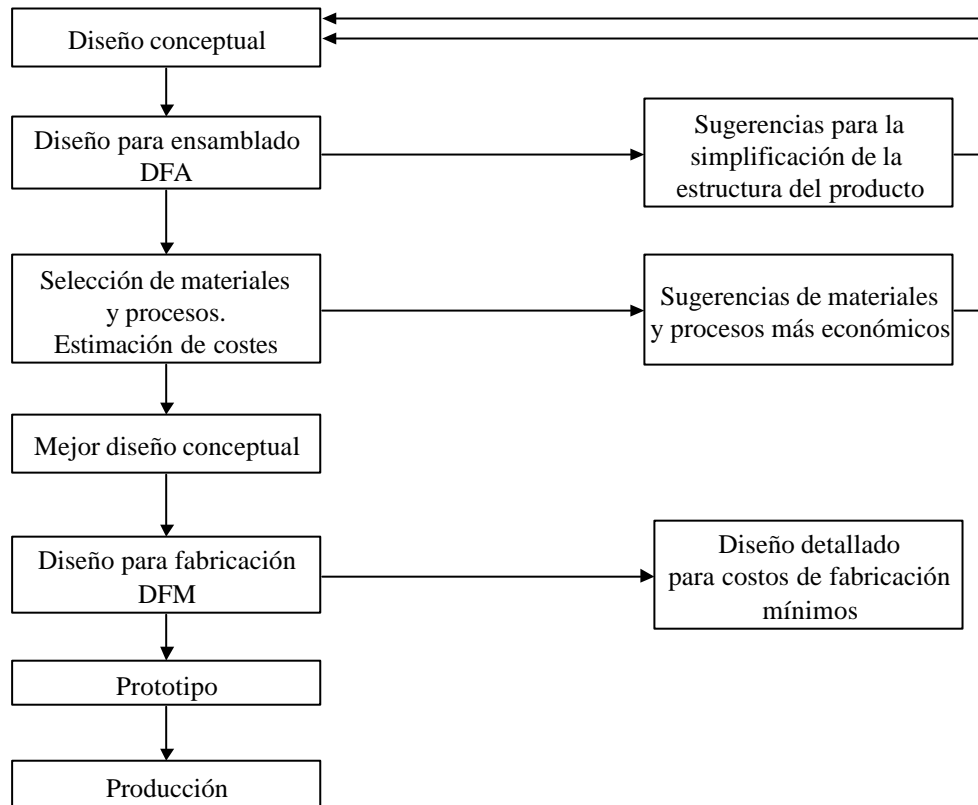 Diseño conceptual
Diseño para ensamblado
DFA
Sugerencias para la
simplificación de la
estructura del producto
Selección de materiales
y procesos.
Estimación de costes
Sugerencias de materiales
y procesos más económicos
Mejor diseño conceptual
Diseño para fabricación
DFM
Diseño detallado
para costos de fabricación
mínimos
Prototipo
Producción